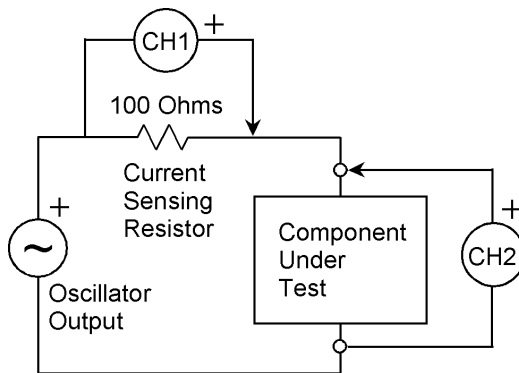 CH1
+
100 Ohms
Current
Sensing
Resistor
+
~
Oscillator
Output
Component
Under
Test
+
CH2